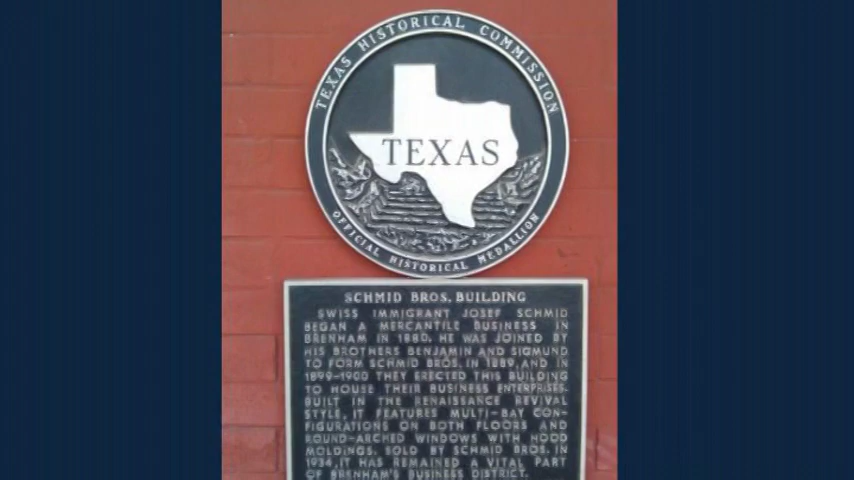 TEXAS HISTORICAL COMMISSION
TEXAS
OFFICIAL HISTORICAL MEDALLION
SCHMID BROS. BUILDING
SWISS IMMIGRANT JOSEF SCHMID
BEGAN A MERCANTILE BUSINESS IN
BRENHAM IN 1880. HE WAS JOINED BY
HIS BROTHERS BENJAMIN AND SIGMUND
TO FORM SCHMID BROS. IN 1889, AND IN
1899-1900 THEY ERECTED THIS BUILDING
TO HOUSE THEIR BUSINESS ENTERPRISES.
BUILT IN THE RENAISSANCE REVIVAL
STYLE, IT FEATURES MULTI-BAY CON-
FIGURATIONS ON BOTH FLOORS AND
ROUND-ARCHED WINDOWS WITH HOOD
MOLDINGS. SOLD BY SCHMID BROS. IN
1934, IT HAS REMAINED A VITAL PART
OF BRENHAM'S BUSINESS DISTRICT.